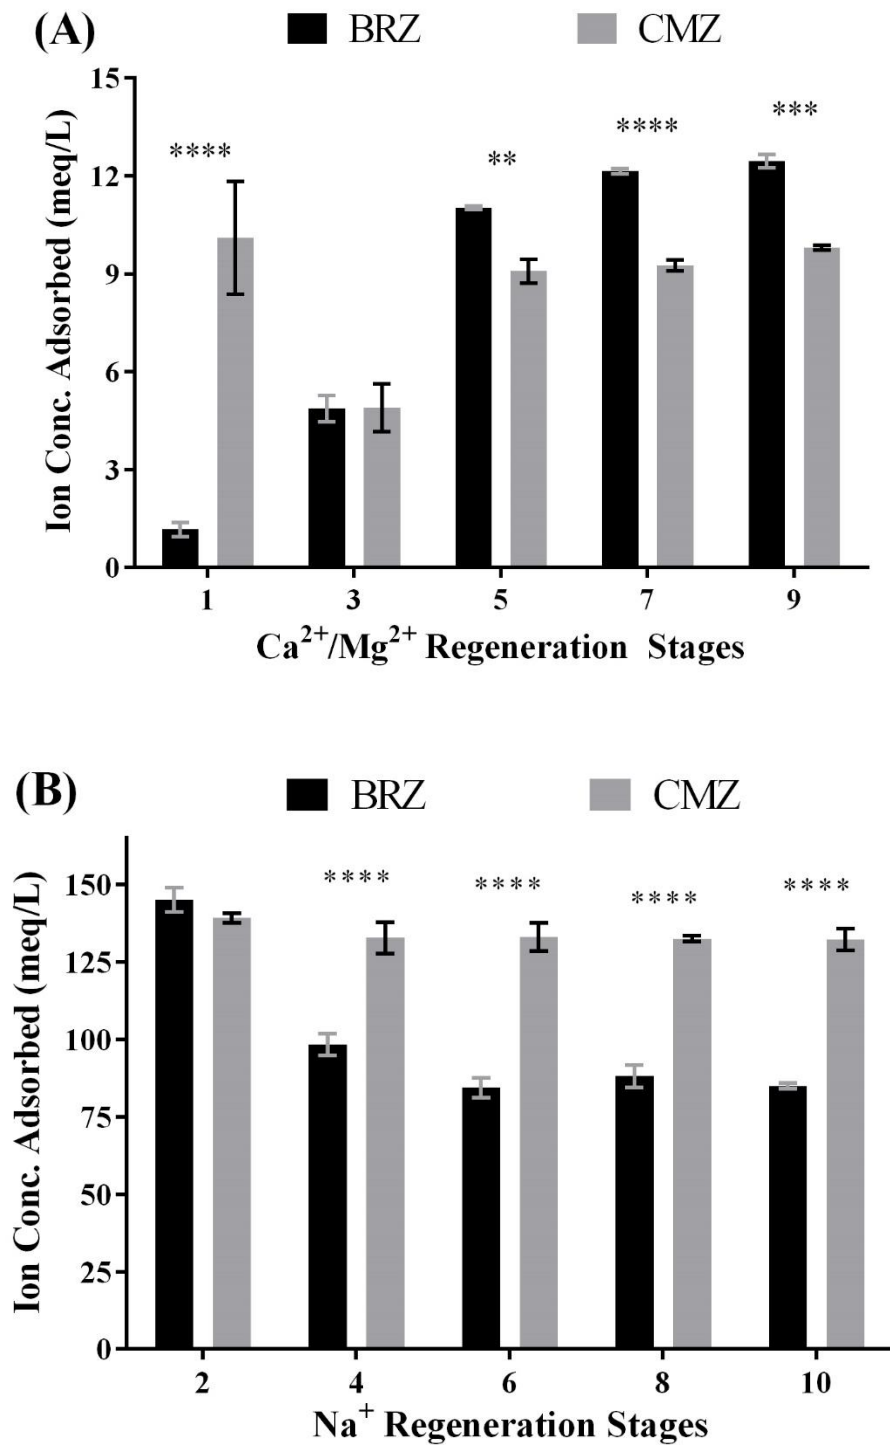 (A)
BRZ CMZ
Ion Conc. Adsorbed (meq/L)
15
12
9
6
3
0
**** ** **** ***
1 3 5 7 9
Ca²⁺/Mg²⁺ Regeneration Stages
(B)
BRZ CMZ
Ion Conc. Adsorbed (meq/L)
150
125
100
75
50
25
0
**** **** **** ****
2 4 6 8 10
Na⁺ Regeneration Stages